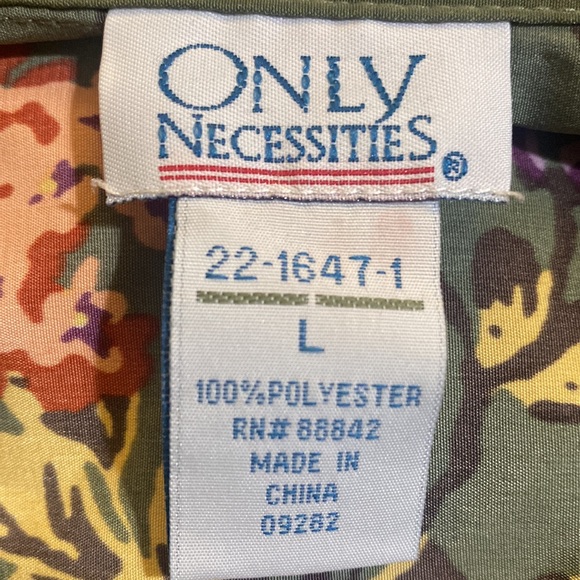 ONLY
NECESSITIES®
22-1647-1
L
100%POLYESTER
RN# 88842
MADE IN
CHINA
09282